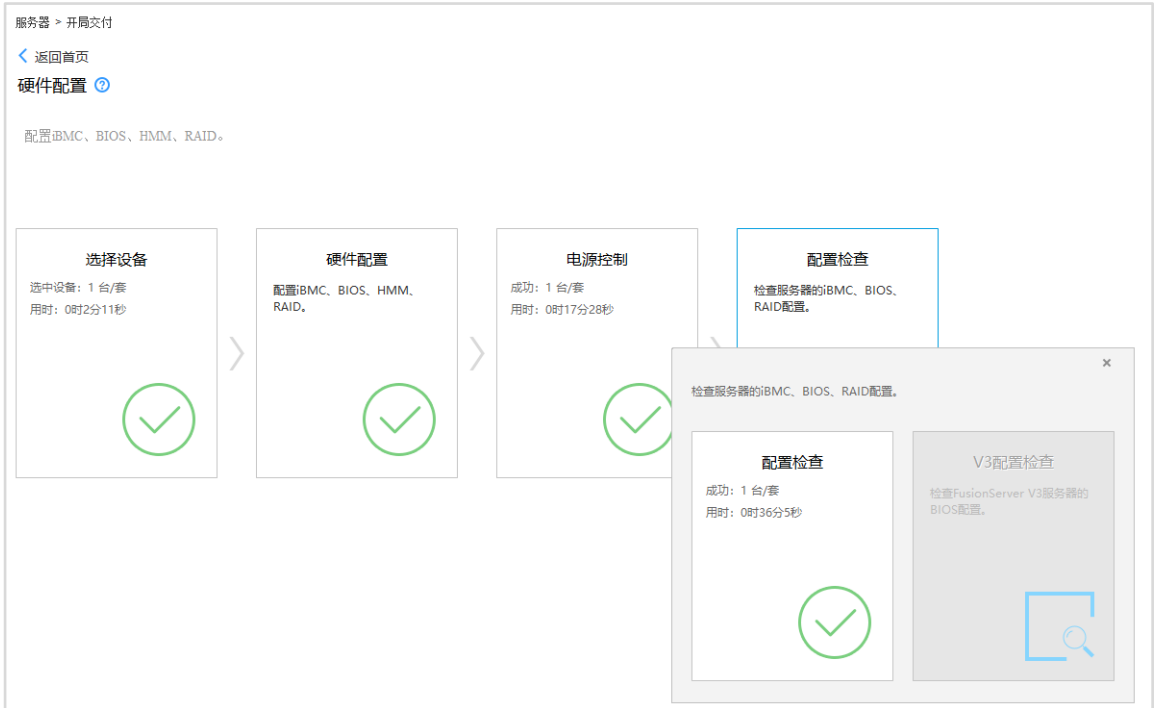 服务器 > 开局交付
返回首页
硬件配置 ?
配置iBMC、BIOS、HMM、RAID。
选择设备
选中设备：1 台/套
用时：0时2分11秒
硬件配置
配置iBMC、BIOS、HMM、
RAID。
电源控制
成功：1 台/套
用时：0时17分28秒
配置检查
检查服务器的iBMC、BIOS、
RAID配置。
×
检查服务器的iBMC、BIOS、RAID配置。
配置检查
成功：1 台/套
用时：0时36分5秒
V3配置检查
检查FusionServer V3服务器的
BIOS配置。